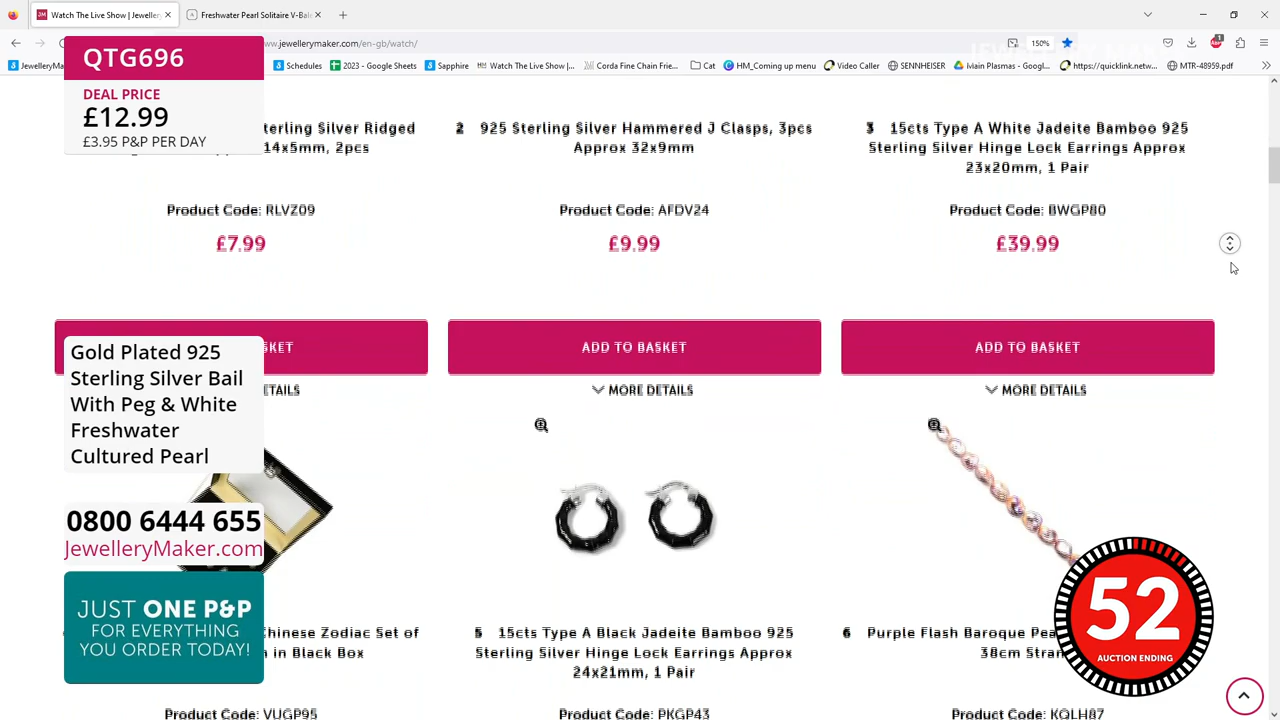 Watch The Live Show | Jeweller
Freshwater Pearl Solitaire V-Bale
ww.jewellerymaker.com/en-gb/watch/
150%
JewelleryM
Schedules
2023 - Google Sheets
Sapphire
Watch The Live Show |...
Corda Fine Chain Frie...
Cat
HM_Coming up menu
Video Caller
SENNHEISER
Main Plasmas - Googl...
https://quicklink.netw...
MTR-48959.pdf
QTG696
DEAL PRICE
£12.99
£3.95 P&P PER DAY
terling Silver Ridged
14x5mm, 2pcs
Product Code: RLVZ09
£7.99
2 925 Sterling Silver Hammered J Clasps, 3pcs
Approx 32x9mm
Product Code: AFDV24
£9.99
3 15cts Type A White Jadeite Bamboo 925
Sterling Silver Hinge Lock Earrings Approx
23x20mm, 1 Pair
Product Code: BWGP80
£39.99
SKET
ADD TO BASKET
ADD TO BASKET
DETAILS
MORE DETAILS
MORE DETAILS
Gold Plated 925
Sterling Silver Bail
With Peg & White
Freshwater
Cultured Pearl
0800 6444 655
JewelleryMaker.com
JUST ONE P&P
FOR EVERYTHING
YOU ORDER TODAY!
Chinese Zodiac Set of
in Black Box
Product Code: VUGP95
5 15cts Type A Black Jadeite Bamboo 925
Sterling Silver Hinge Lock Earrings Approx
24x21mm, 1 Pair
Product Code: PKGP43
6 Purple Flash Baroque Pea
38cm Stran
Product Code: KQLH87
52
AUCTION ENDING